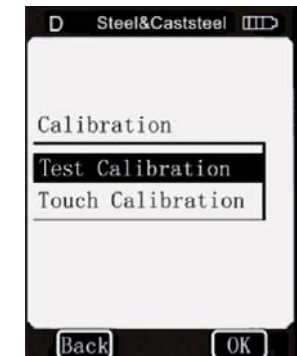 D Steel&Caststeel
Calibration
Test Calibration
Touch Calibration
Back OK